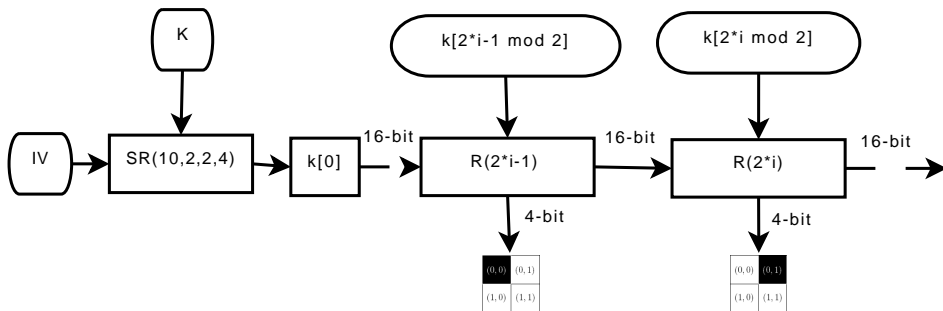 K
k[2*i-1 mod 2]
k[2*i mod 2]
IV
SR(10,2,2,4)
k[0]
16-bit
R(2*i-1)
16-bit
R(2*i)
16-bit
4-bit
4-bit
(0, 0) (0, 1)
(1, 0) (1, 1)
(0, 0) (0, 1)
(1, 0) (1, 1)